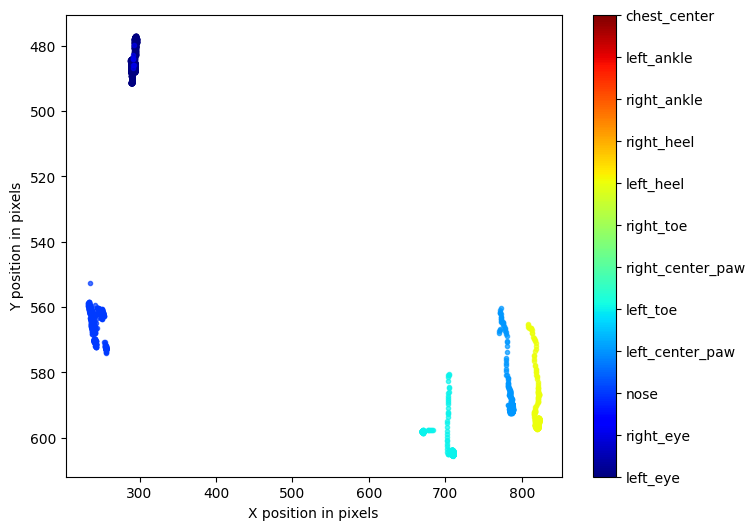 480
500
520
540
560
580
600
Y position in pixels
300
400
500
600
700
800
X position in pixels
chest_center
left_ankle
right_ankle
right_heel
left_heel
right_toe
right_center_paw
left_toe
left_center_paw
nose
right_eye
left_eye